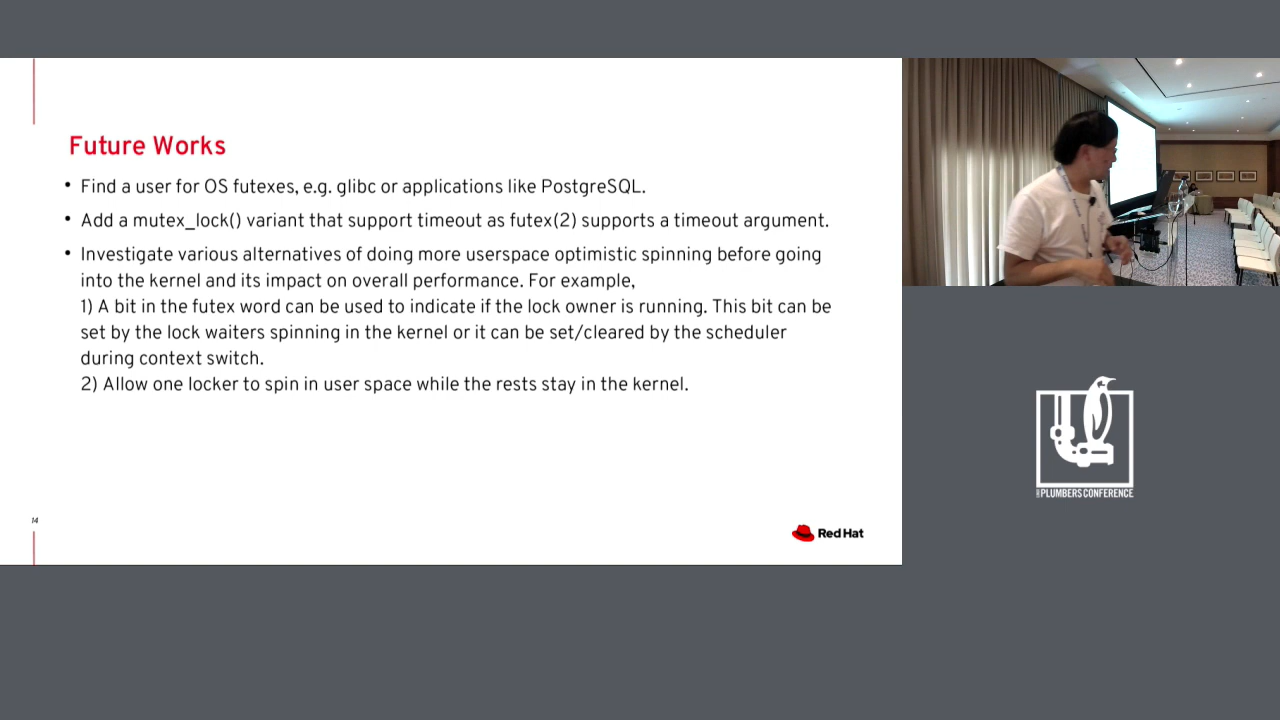 Future Works
• Find a user for OS futexes, e.g. glibc or applications like PostgreSQL.
• Add a mutex_lock() variant that support timeout as futex(2) supports a timeout argument.
• Investigate various alternatives of doing more userspace optimistic spinning before going
into the kernel and its impact on overall performance. For example,
1) A bit in the futex word can be used to indicate if the lock owner is running. This bit can be
set by the lock waiters spinning in the kernel or it can be set/cleared by the scheduler
during context switch.
2) Allow one locker to spin in user space while the rests stay in the kernel.
14
Red Hat
PLUMBERS CONFERENCE